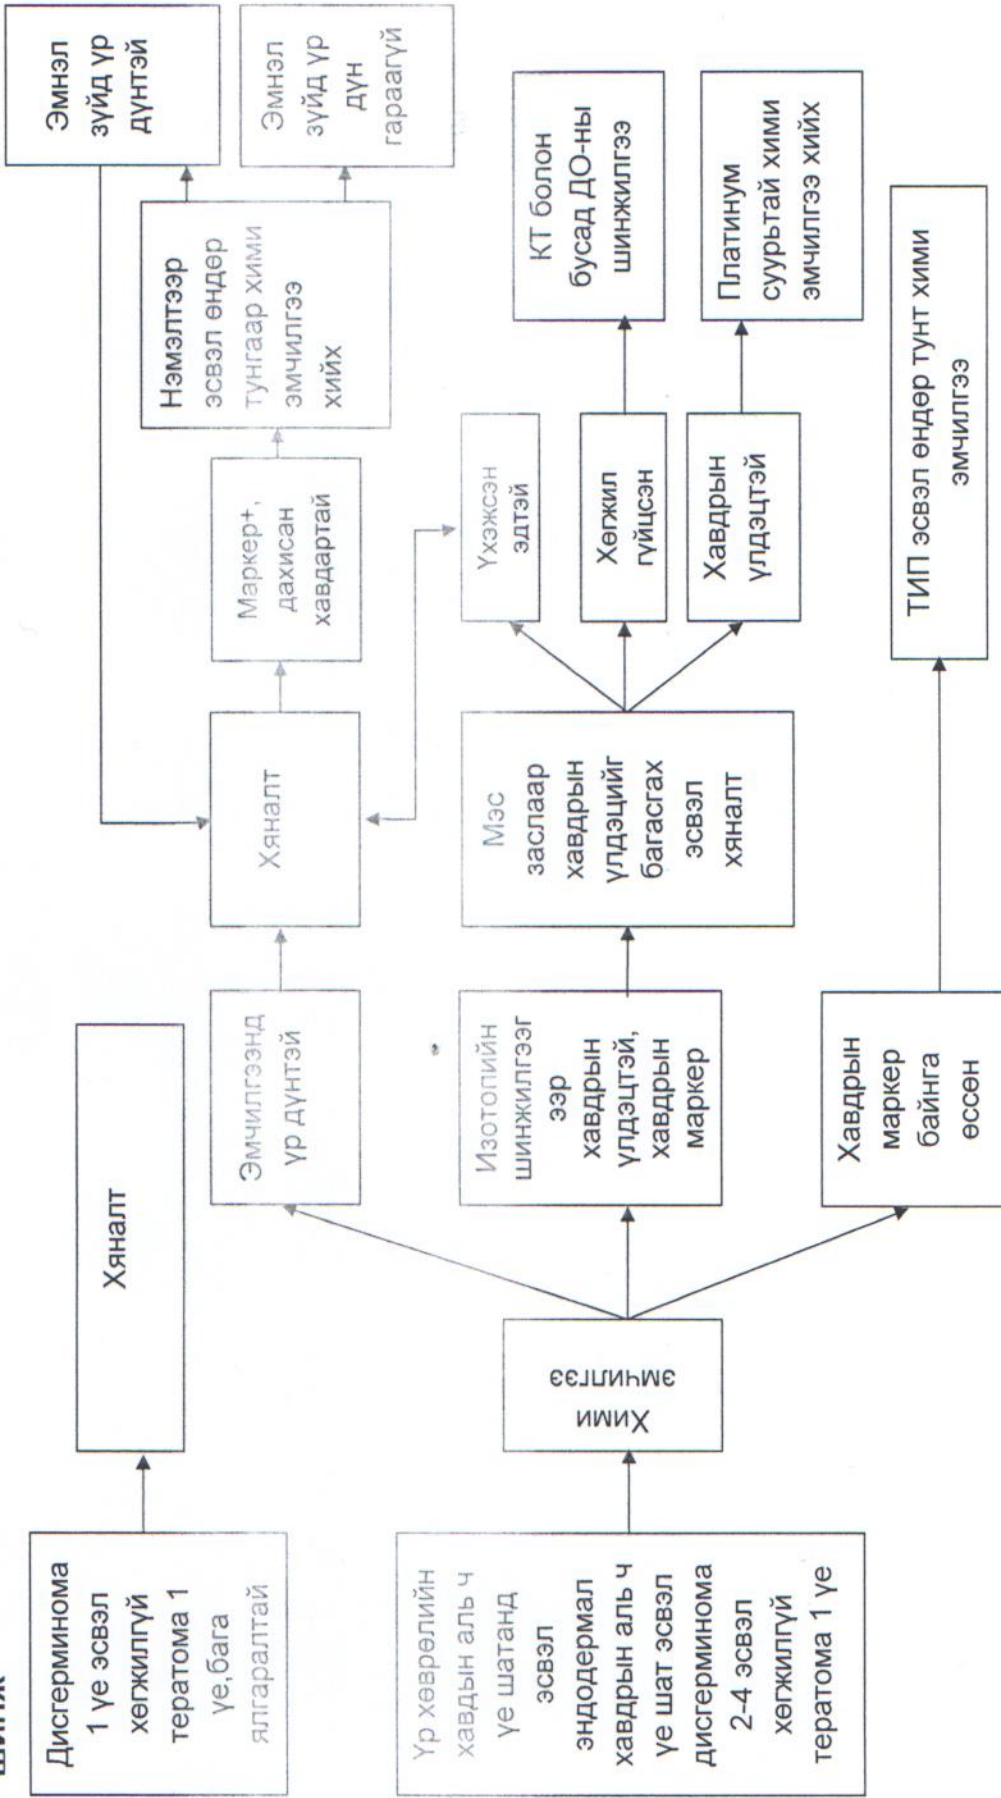 Дисгерминома
1 үе эсвэл
хөгжилгүй
тератома 1
үе,бага
ялгаралтай
Хяналт
Үр хөврөлийн
хавдын аль ч
үе шатанд
эсвэл
эндодермал
хавдрын аль ч
үе шат эсвэл
дисгерминома
2-4 эсвэл
хөгжилгүй
тератома 1 үе
Хими
эмчилгээ
Эмчилгээнд
үр дүнтэй
Хяналт
Маркер+,
дахисан
хавдартай
Нэмэлтээр
эсвэл өндөр
тунгаар хими
эмчилгээ
хийх
Эмнэл
зүйд үр
дүнтэй
Эмнэл
зүйд үр
дүн
гараагүй
Изотопийн
шинжилгээг
ээр
хавдрын
үлдэцтэй,
хавдрын
маркер
Мэс
заслаар
хавдрын
үлдэцийг
багасгах
эсвэл
хяналт
Үхэжсэн
эдтэй
Хөгжил
гүйцсэн
Хавдрын
үлдэцтэй
КТ болон
бусад ДО-ны
шинжилгээ
Платинум
суурьтай хими
эмчилгээ хийх
Хавдрын
маркер
байнга
өссөн
ТИП эсвэл өндөр тунт хими
эмчилгээ